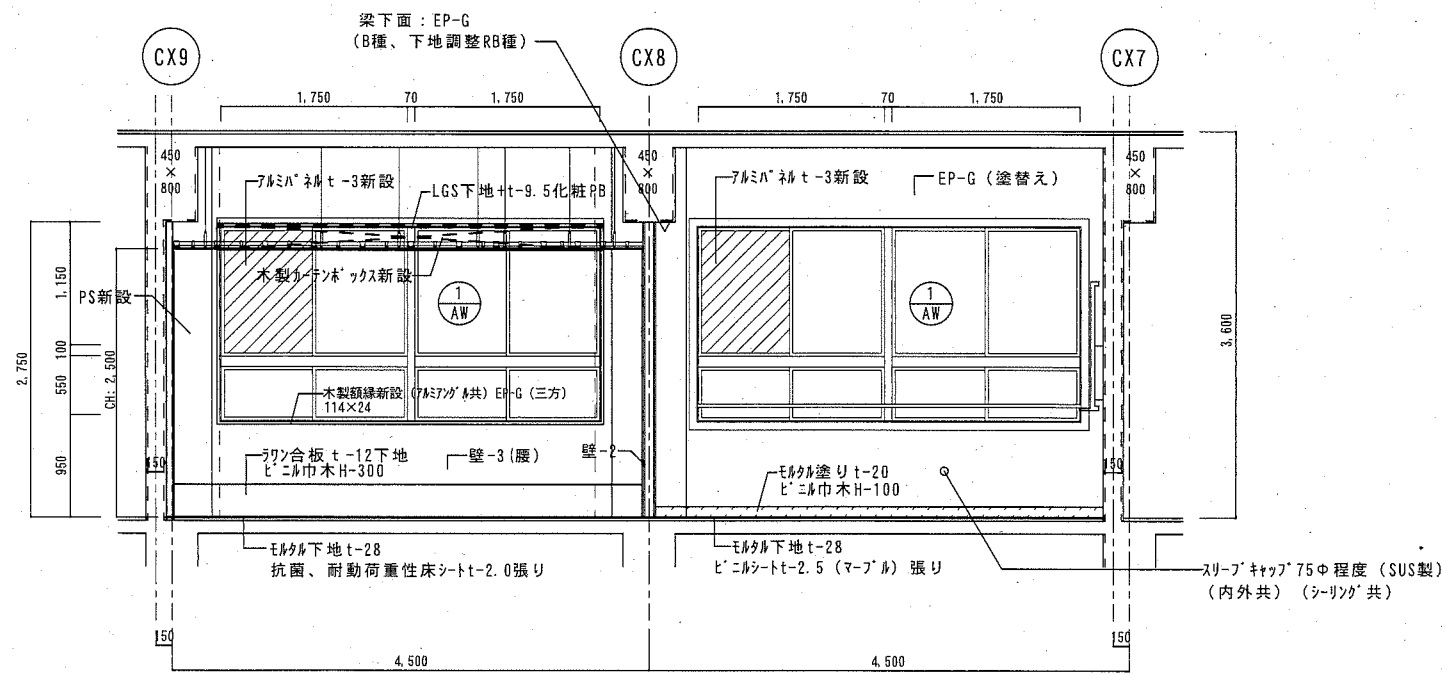 梁下面：EP-G
(B種、下地調整RB種)
CX9
CX8
CX7
1,750
70
1,750
1,750
70
1,750
450
×
800
450
×
800
450
×
800
アルミパネルt-3新設
LGS下地+t-9.5化粧PB
アルミパネルt-3新設
EP-G (塗替え)
木製カーテンボックス新設
PS新設
1
AW
1
AW
2,750
1,150
100
550
950
CH:2,500
3,600
木製額縁新設 (アルミアングル共) EP-G (三方)
114×24
ラワン合板t-12下地
ビニル巾木H-300
壁-3(腰)
壁-2
モルタル塗りt-20
ビニル巾木H-100
150
150
モルタル下地t-28
抗菌、耐動荷重性床シートt-2.0張り
モルタル下地t-28
ビニルシートt-2.5 (マーブル) 張り
スリーブキャップ75Φ程度 (SUS製)
(内外共) (シーリング共)
150
4,500
4,500
150